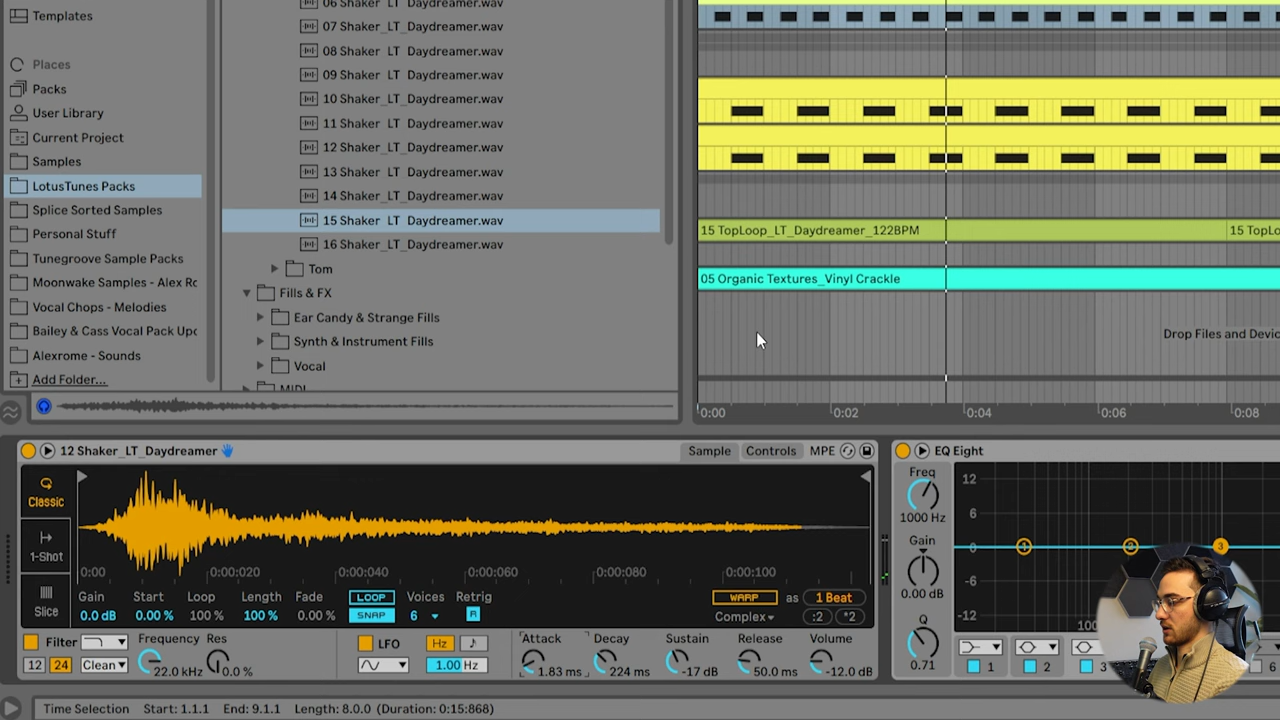 Templates
Places
Packs
User Library
Current Project
Samples
LotusTunes Packs
Splice Sorted Samples
Personal Stuff
Tunegroove Sample Packs
Moonwake Samples - Alex Rc
Vocal Chops - Melodies
Bailey & Cass Vocal Pack Upc
Alexrome - Sounds
Add Folder...
06 Shaker_LT_Daydreamer.wav
07 Shaker_LT_Daydreamer.wav
08 Shaker_LT_Daydreamer.wav
09 Shaker_LT_Daydreamer.wav
10 Shaker_LT_Daydreamer.wav
11 Shaker_LT_Daydreamer.wav
12 Shaker_LT_Daydreamer.wav
13 Shaker_LT_Daydreamer.wav
14 Shaker_LT_Daydreamer.wav
15 Shaker_LT_Daydreamer.wav
16 Shaker_LT_Daydreamer.wav
Tom
Fills & FX
Ear Candy & Strange Fills
Synth & Instrument Fills
Vocal
MIDI
15 TopLoop_LT_Daydreamer_122BPM 15 TopLo
05 Organic Textures_Vinyl Crackle
Drop Files and Devic
0:00 0:02 0:04 0:06 0:08
12 Shaker_LT_Daydreamer Sample Controls MPE
Classic
1-Shot
Slice
0:00 0:00:020 0:00:040 0:00:060 0:00:080 0:00:100
Gain Start Loop Length Fade LOOP Voices Retrig WARP as 1 Beat
0.0 dB 0.00 % 100 % 100 % 0.00 % SNAP 6 R Complex :2 *2
Filter Frequency Res LFO Hz Attack Decay Sustain Release Volume
12 24 Clean 22.0 kHz 0.0 % 1.00 Hz 1.83 ms 224 ms -17 dB 50.0 ms -12.0 dB
EQ Eight
Freq
1000 Hz
Gain
0.00 dB
Q
0.71
12
6
0
-6
-12
100
1 2 3
1 2 3 6
Time Selection Start: 1.1.1 End: 9.1.1 Length: 8.0.0 (Duration: 0:15:868)